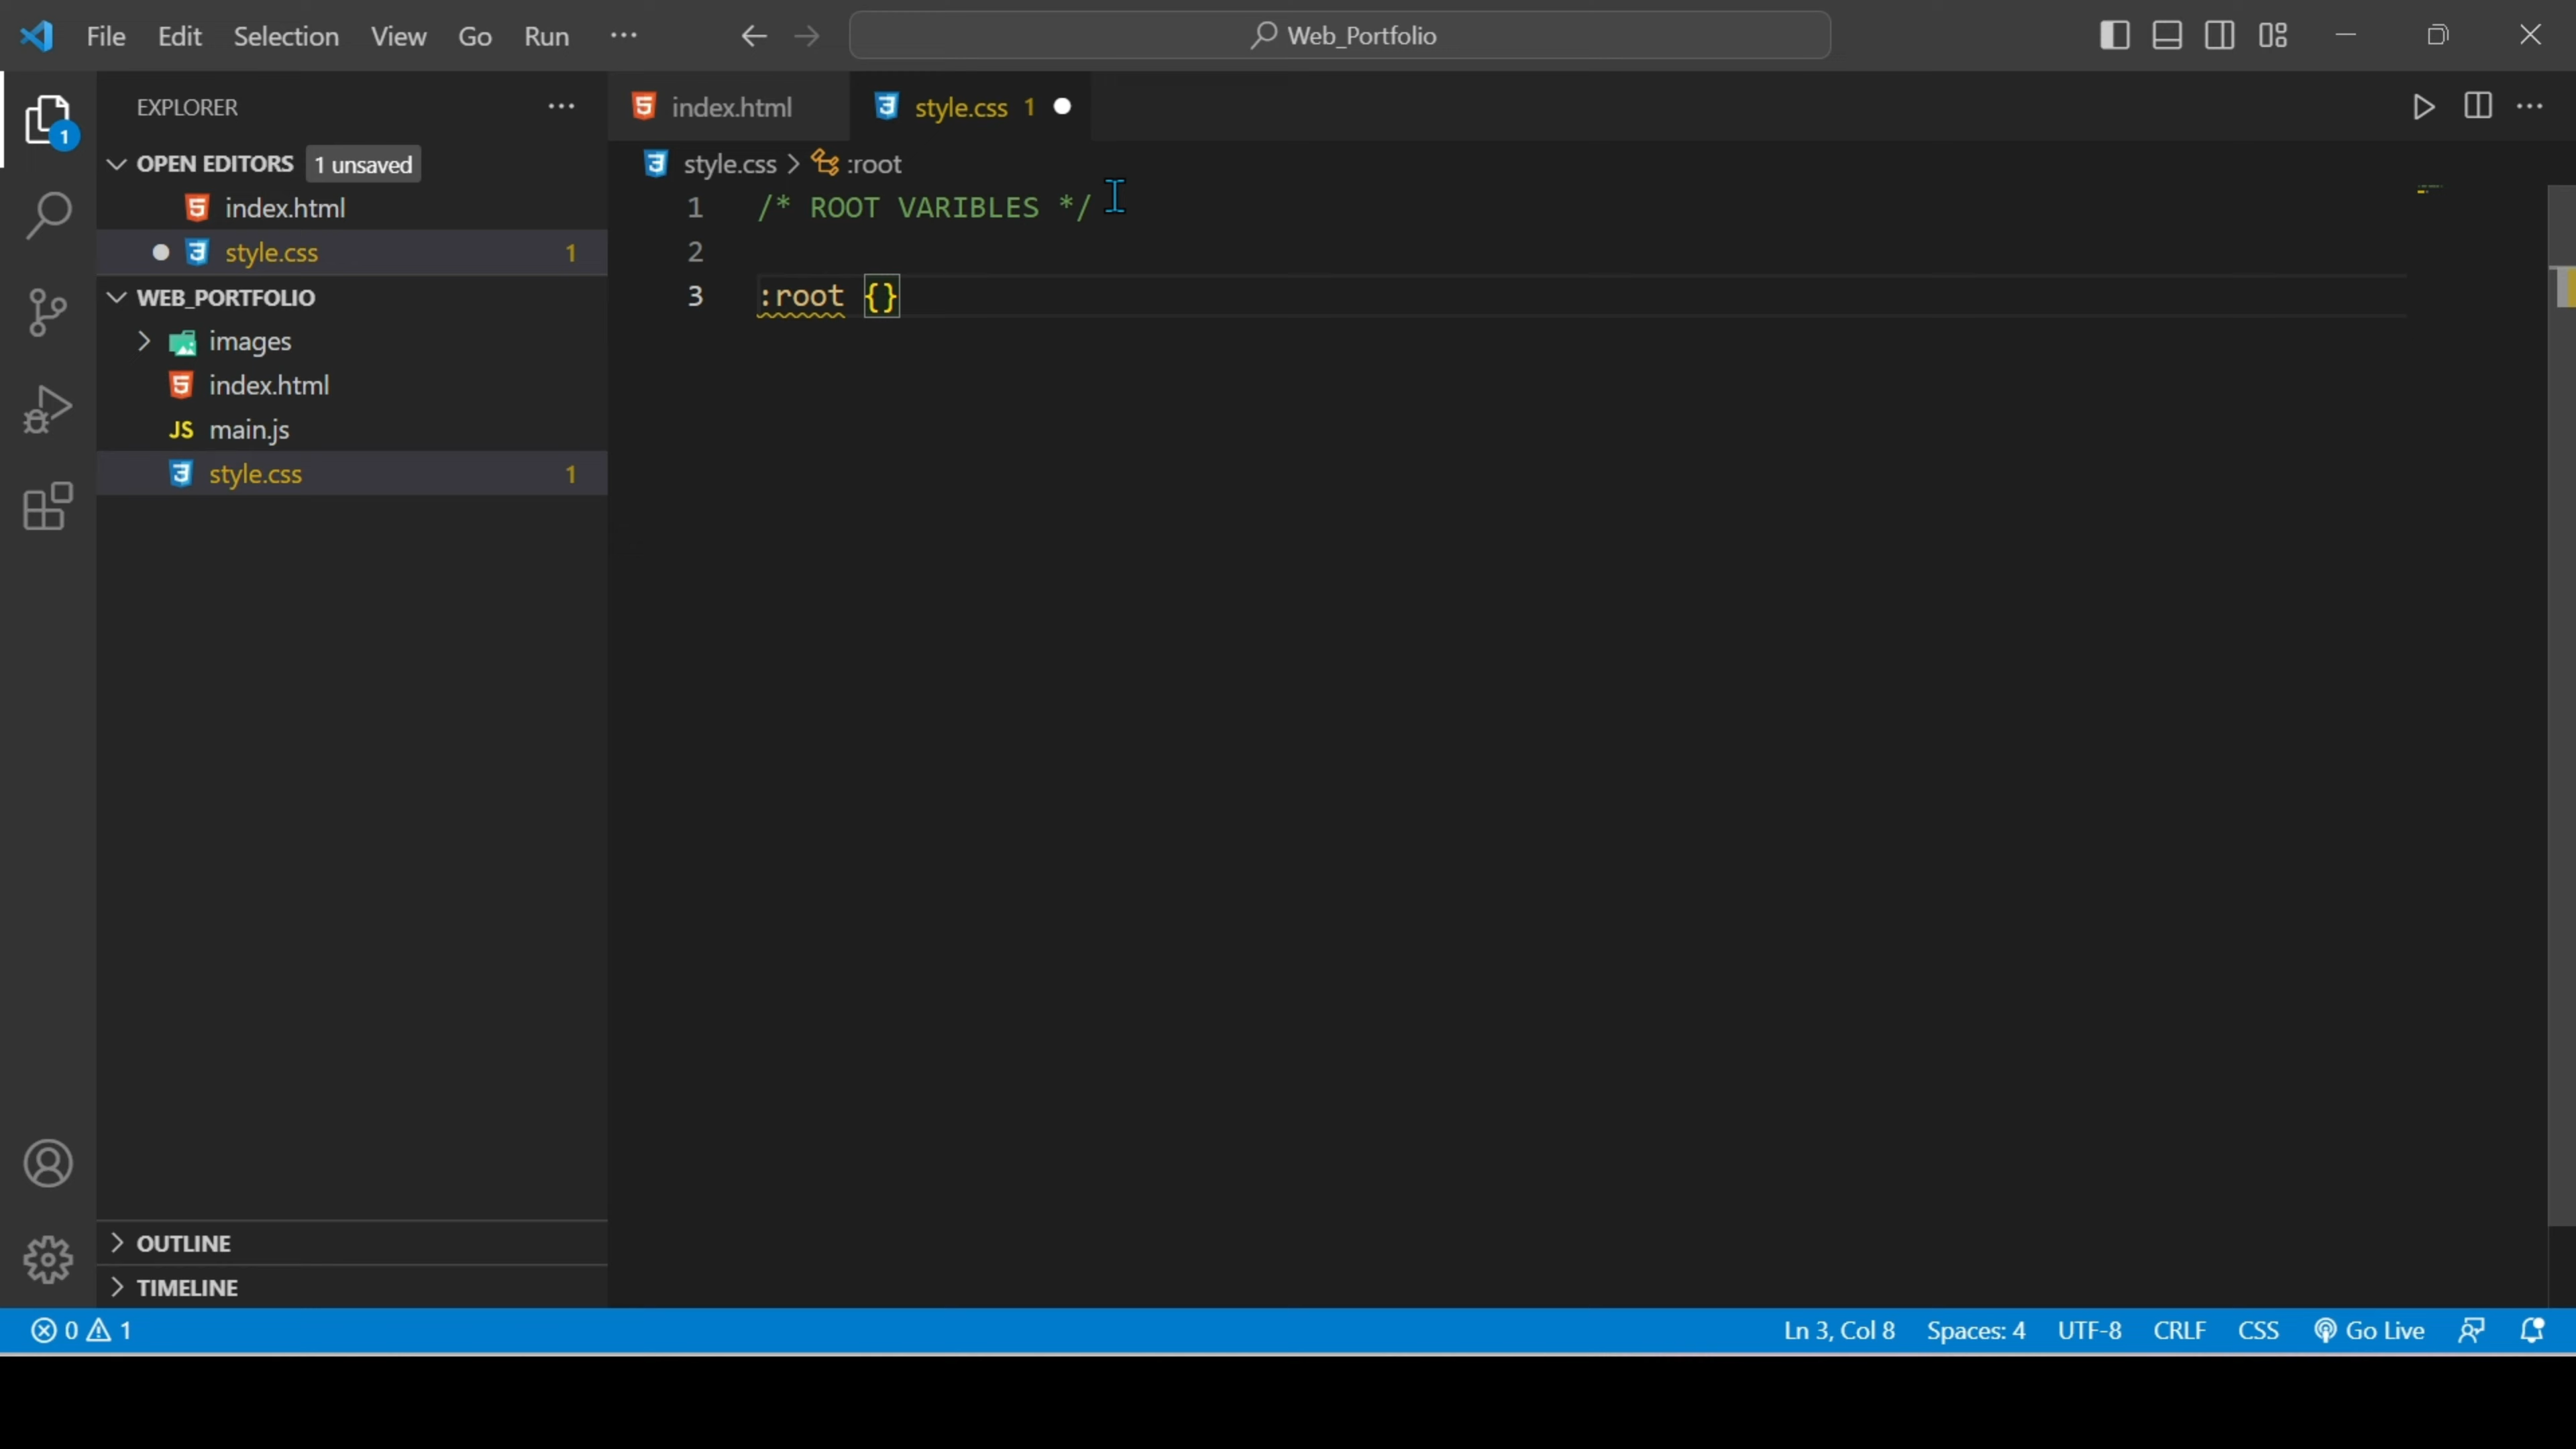 File Edit Selection View Go Run ··· Web_Portfolio
EXPLORER ···
OPEN EDITORS 1 unsaved
index.html
style.css 1
WEB_PORTFOLIO
images
index.html
JS main.js
style.css 1
OUTLINE
TIMELINE
1
index.html style.css 1
style.css > :root
1 /* ROOT VARIBLES */
2
3 :root {}
0 1 Ln 3, Col 8 Spaces: 4 UTF-8 CRLF CSS Go Live